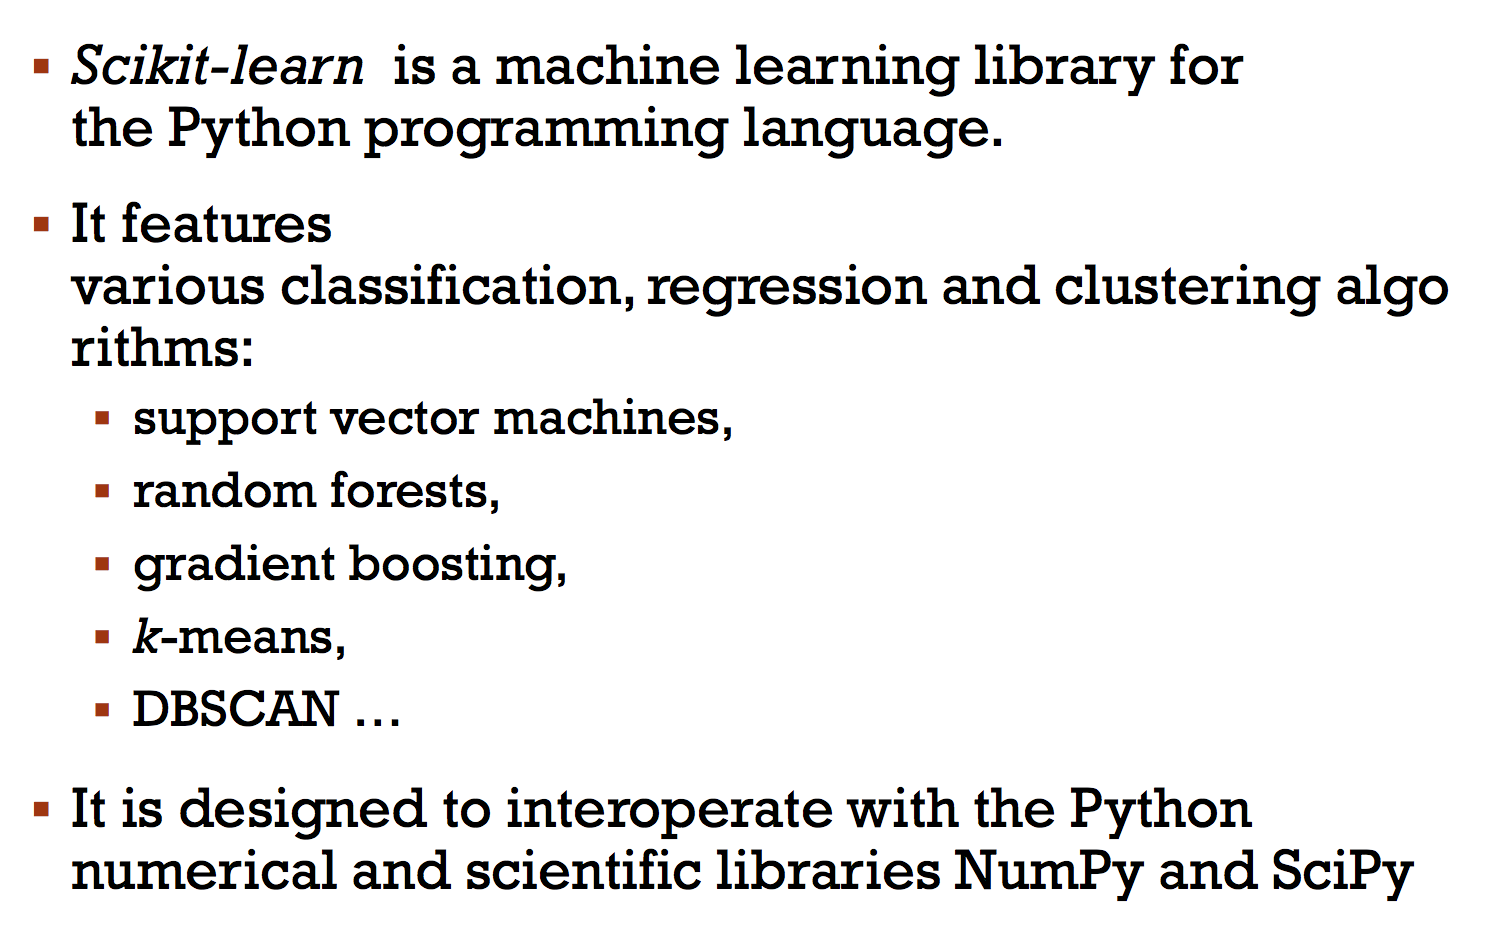 ▪ Scikit-learn is a machine learning library for
the Python programming language.
▪ It features
various classification, regression and clustering algo
rithms:
▪ support vector machines,
▪ random forests,
▪ gradient boosting,
▪ k-means,
▪ DBSCAN …
▪ It is designed to interoperate with the Python
numerical and scientific libraries NumPy and SciPy